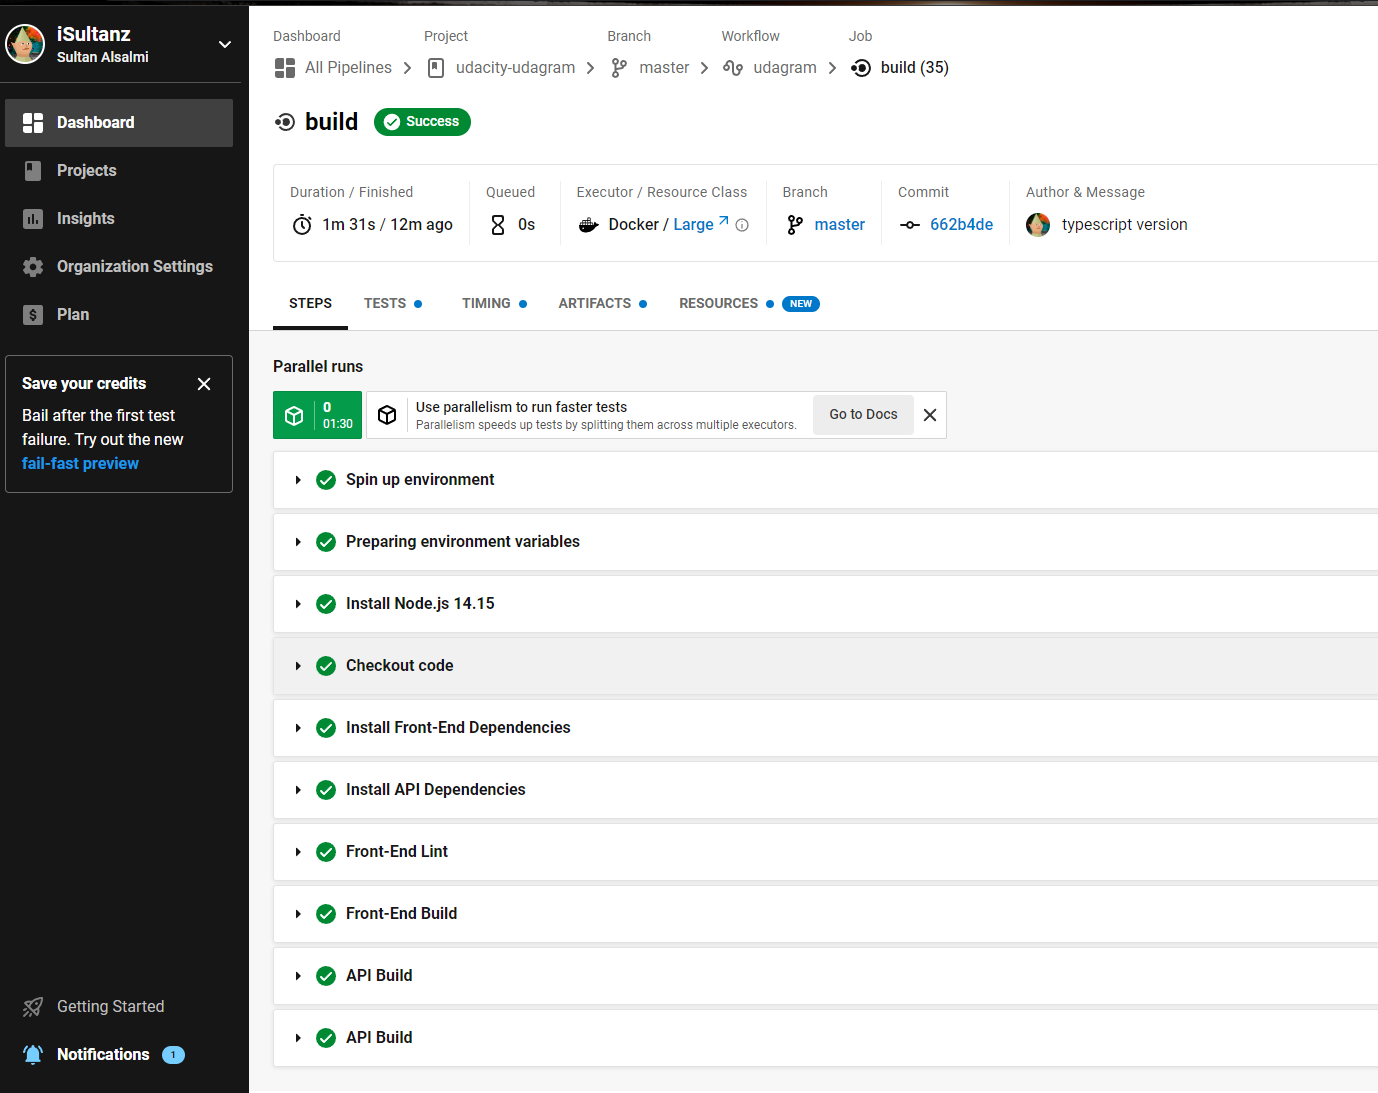 iSultanz
Sultan Alsalmi
Dashboard
Projects
Insights
Organization Settings
$ Plan
Save your credits
Bail after the first test
failure. Try out the new
fail-fast preview
Getting Started
Notifications 1
Dashboard Project Branch Workflow Job
All Pipelines udacity-udagram master udagram build (35)
build Success
Duration / Finished Queued Executor / Resource Class Branch Commit Author & Message
1m 31s / 12m ago 0s Docker / Large master 662b4de typescript version
STEPS TESTS TIMING ARTIFACTS RESOURCES NEW
Parallel runs
0
01:30
Use parallelism to run faster tests
Parallelism speeds up tests by splitting them across multiple executors.
Go to Docs
Spin up environment
Preparing environment variables
Install Node.js 14.15
Checkout code
Install Front-End Dependencies
Install API Dependencies
Front-End Lint
Front-End Build
API Build
API Build